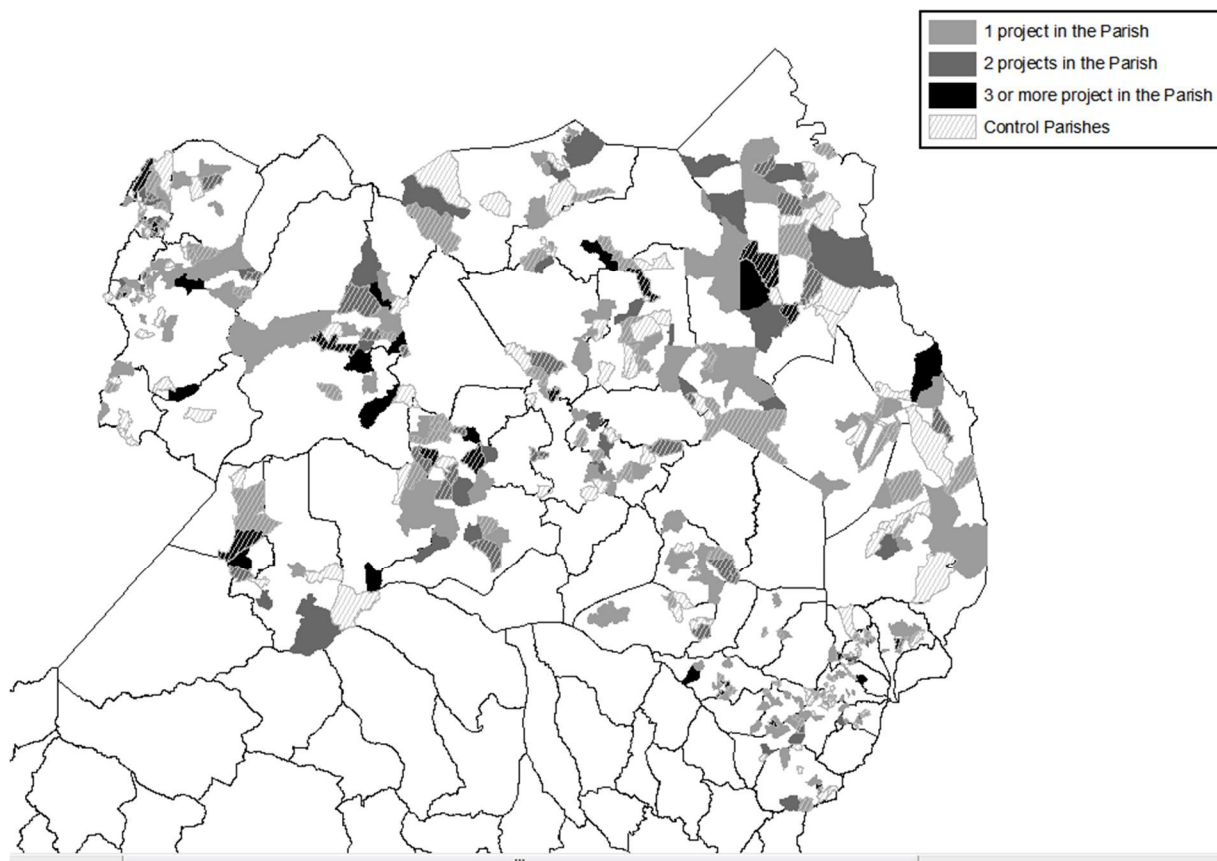 1 project in the Parish
2 projects in the Parish
3 or more project in the Parish
Control Parishes